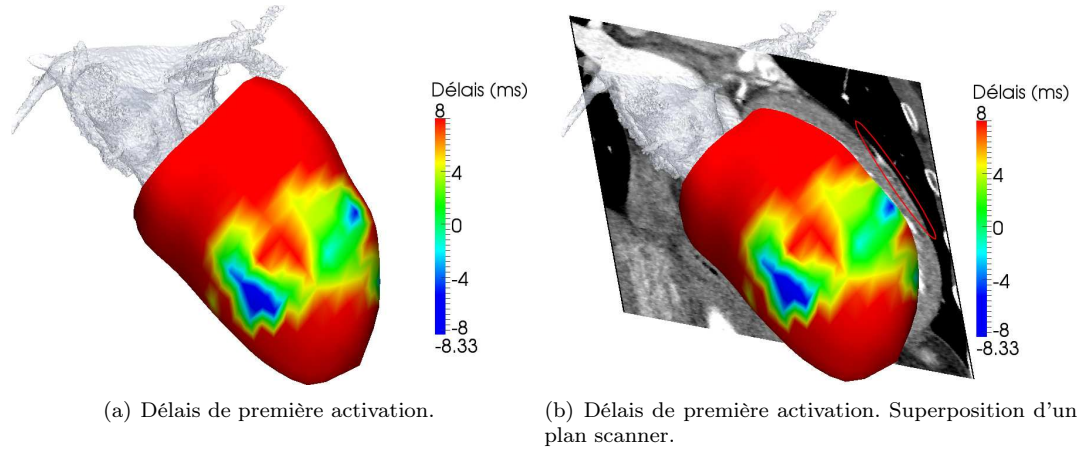 Délais (ms)
8
4
0
-4
-8
-8.33
Délais (ms)
8
4
0
-4
-8
-8.33
(a) Délais de première activation.
(b) Délais de première activation. Superposition d'un
plan scanner.